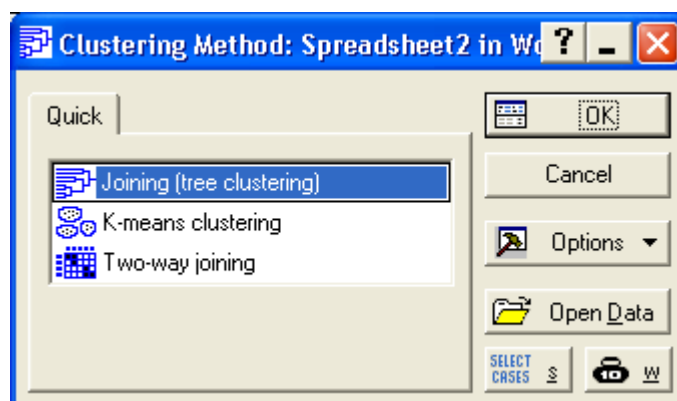 Clustering Method: Spreadsheet2 in Wo ?
Quick
OK
Joining (tree clustering)
Cancel
K-means clustering
Two-way joining
Options
Open Data
SELECT CASES S
W